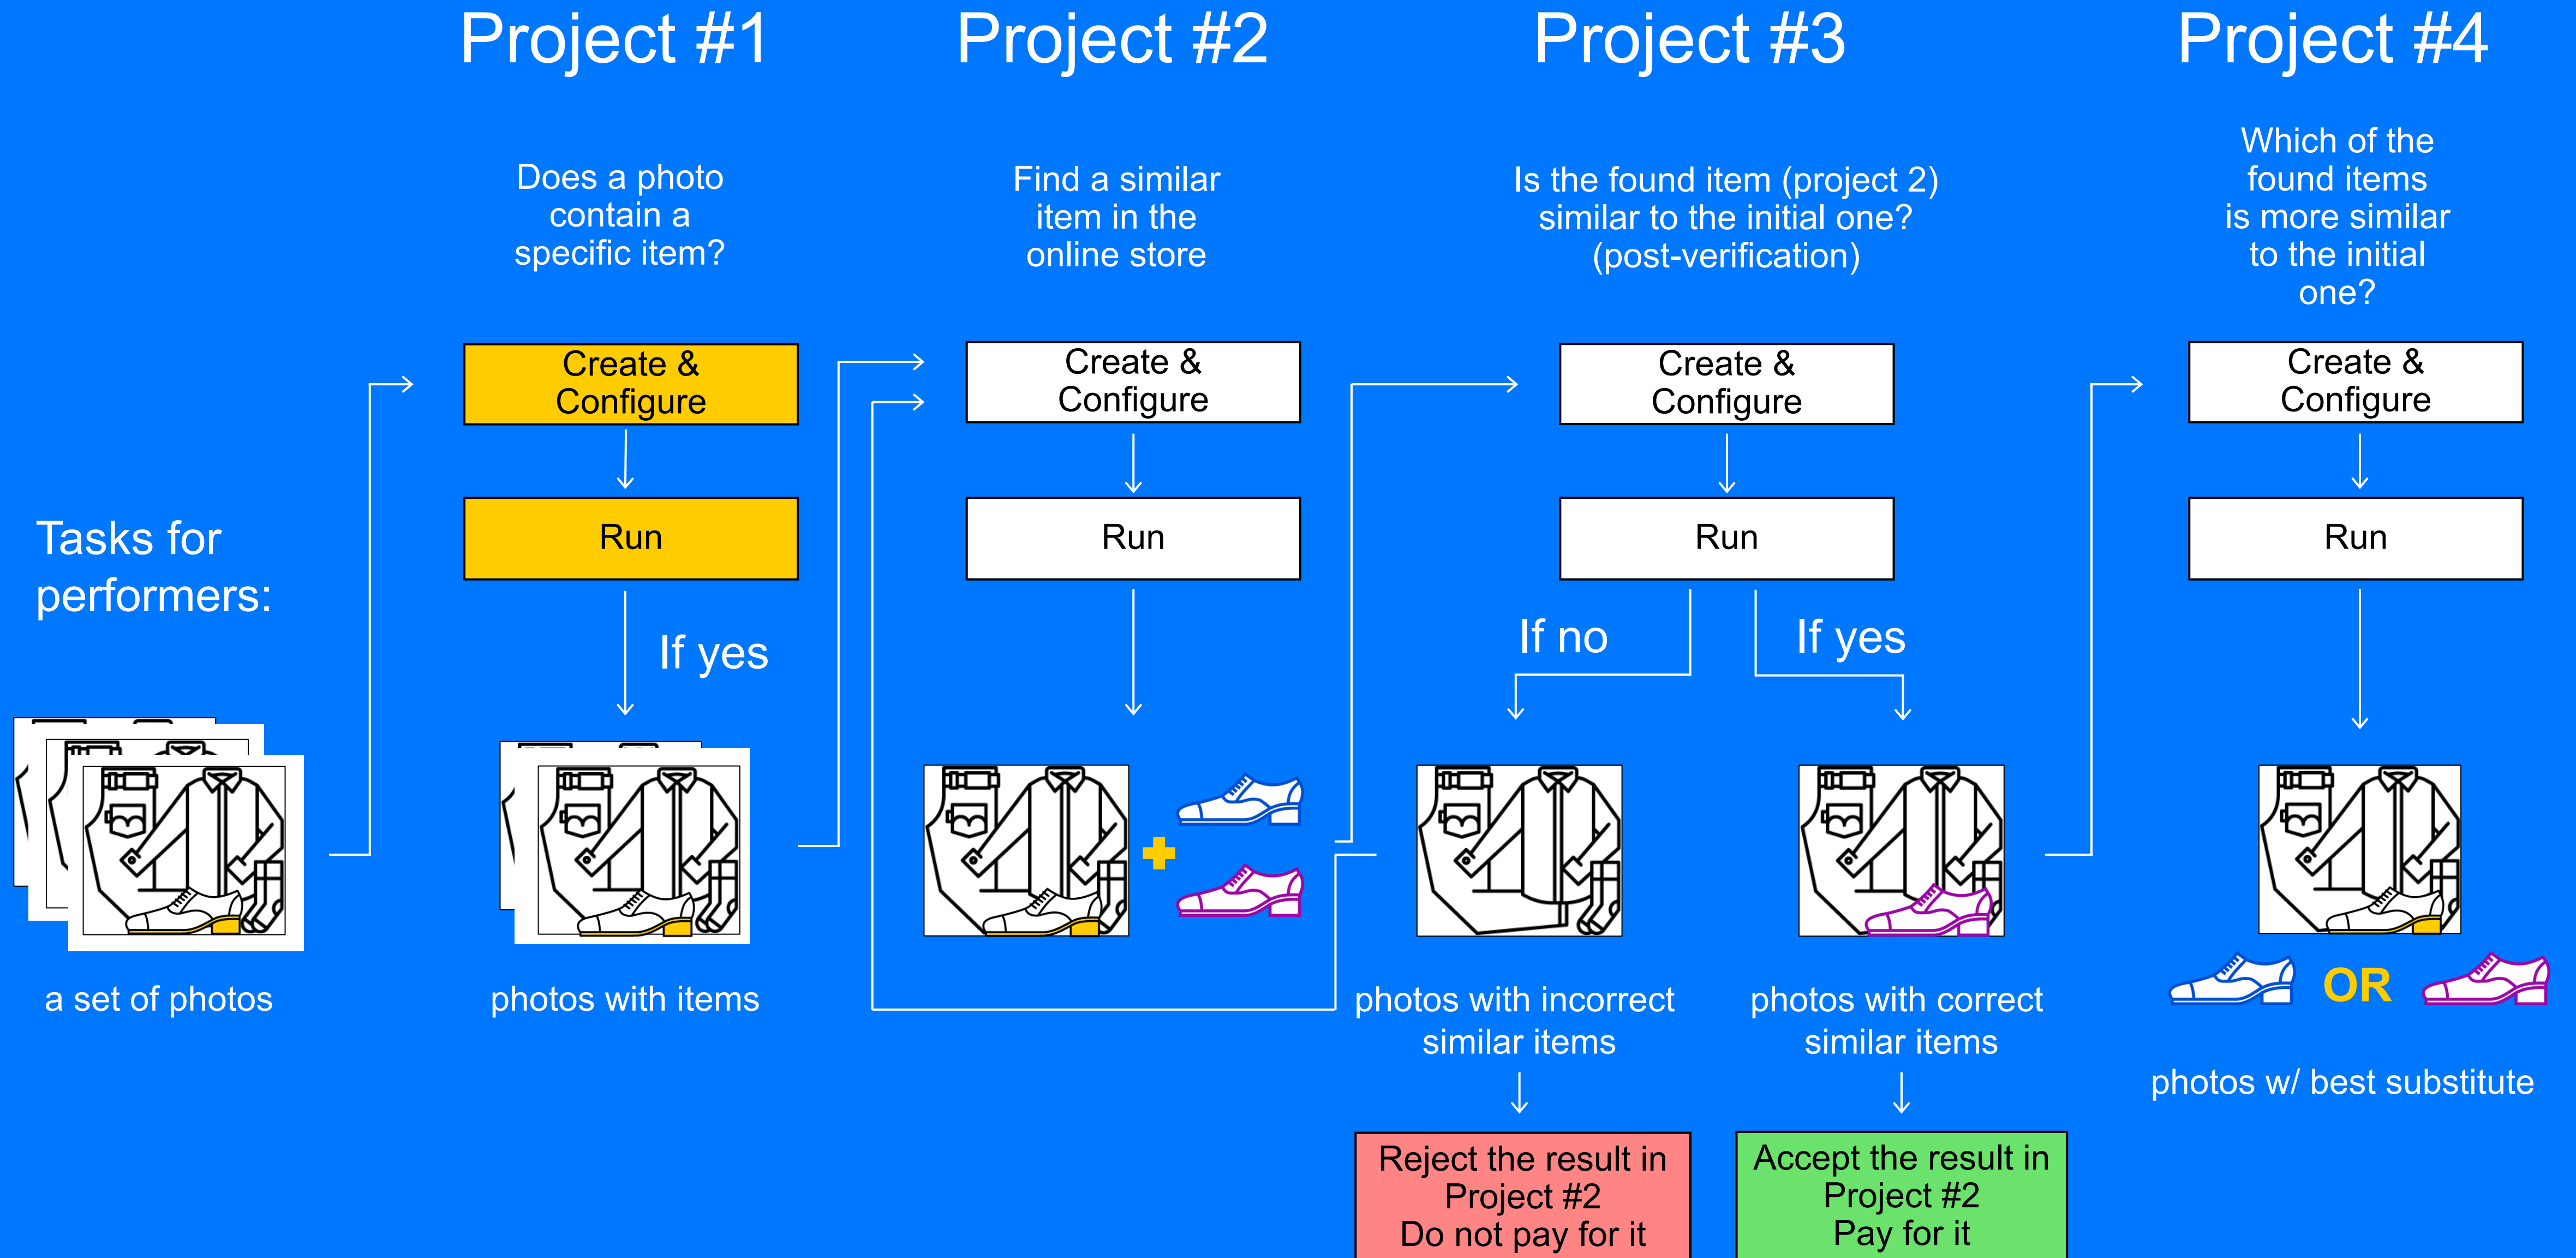 Project #1
Project #2
Project #3
Project #4
Does a photo
contain a
specific item?
Find a similar
item in the
online store
Is the found item (project 2)
similar to the initial one?
(post-verification)
Which of the
found items
is more similar
to the initial
one?
Create &
Configure
Create &
Configure
Create &
Configure
Create &
Configure
Run
Run
Run
Run
Tasks for
performers:
If yes
If no
If yes
OR
a set of photos
photos with items
photos with incorrect
similar items
photos with correct
similar items
photos w/ best substitute
Reject the result in
Project #2
Do not pay for it
Accept the result in
Project #2
Pay for it